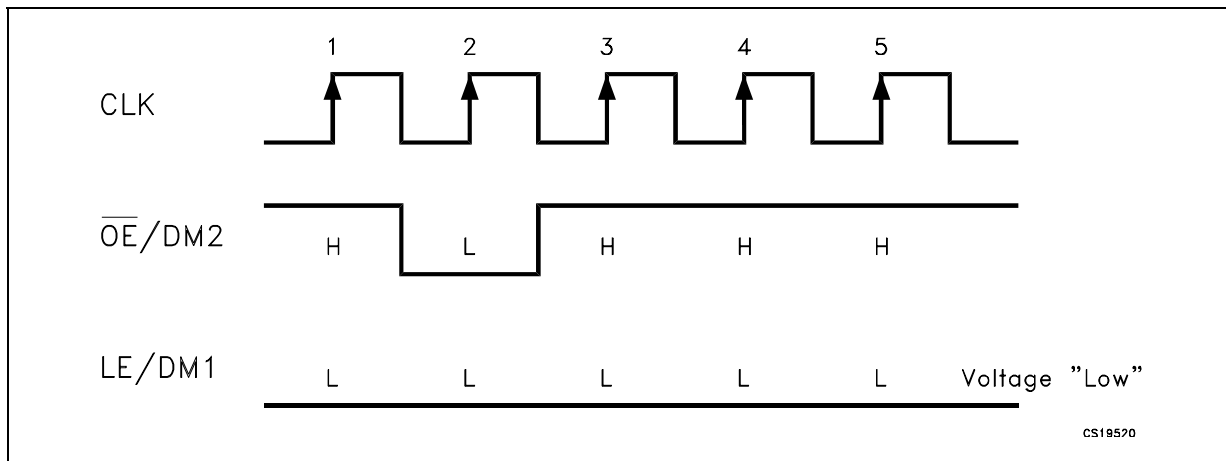 1 2 3 4 5
CLK
OE/DM2
H L H H H
LE/DM1
L L L L L Voltage "Low"
CS19520